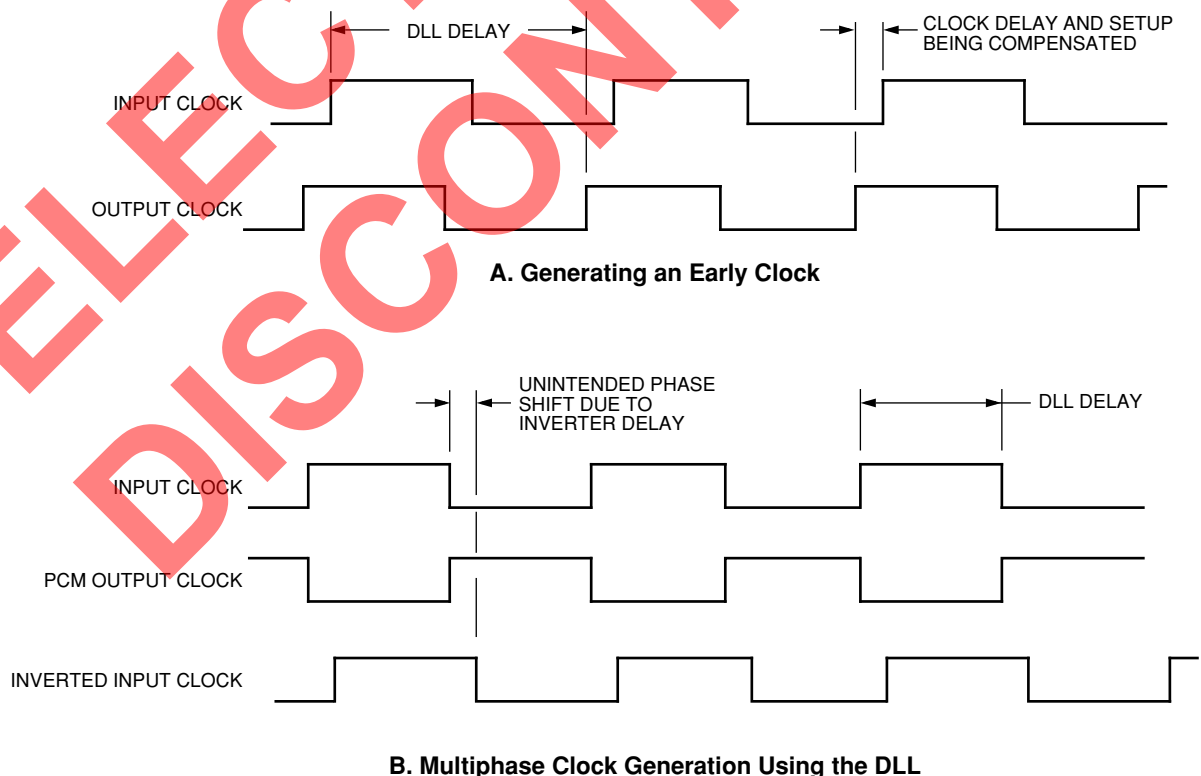 DLL DELAY
CLOCK DELAY AND SETUP
BEING COMPENSATED
INPUT CLOCK
OUTPUT CLOCK
A. Generating an Early Clock
UNINTENDED PHASE
SHIFT DUE TO
INVERTER DELAY
DLL DELAY
INPUT CLOCK
PCM OUTPUT CLOCK
INVERTED INPUT CLOCK
B. Multiphase Clock Generation Using the DLL